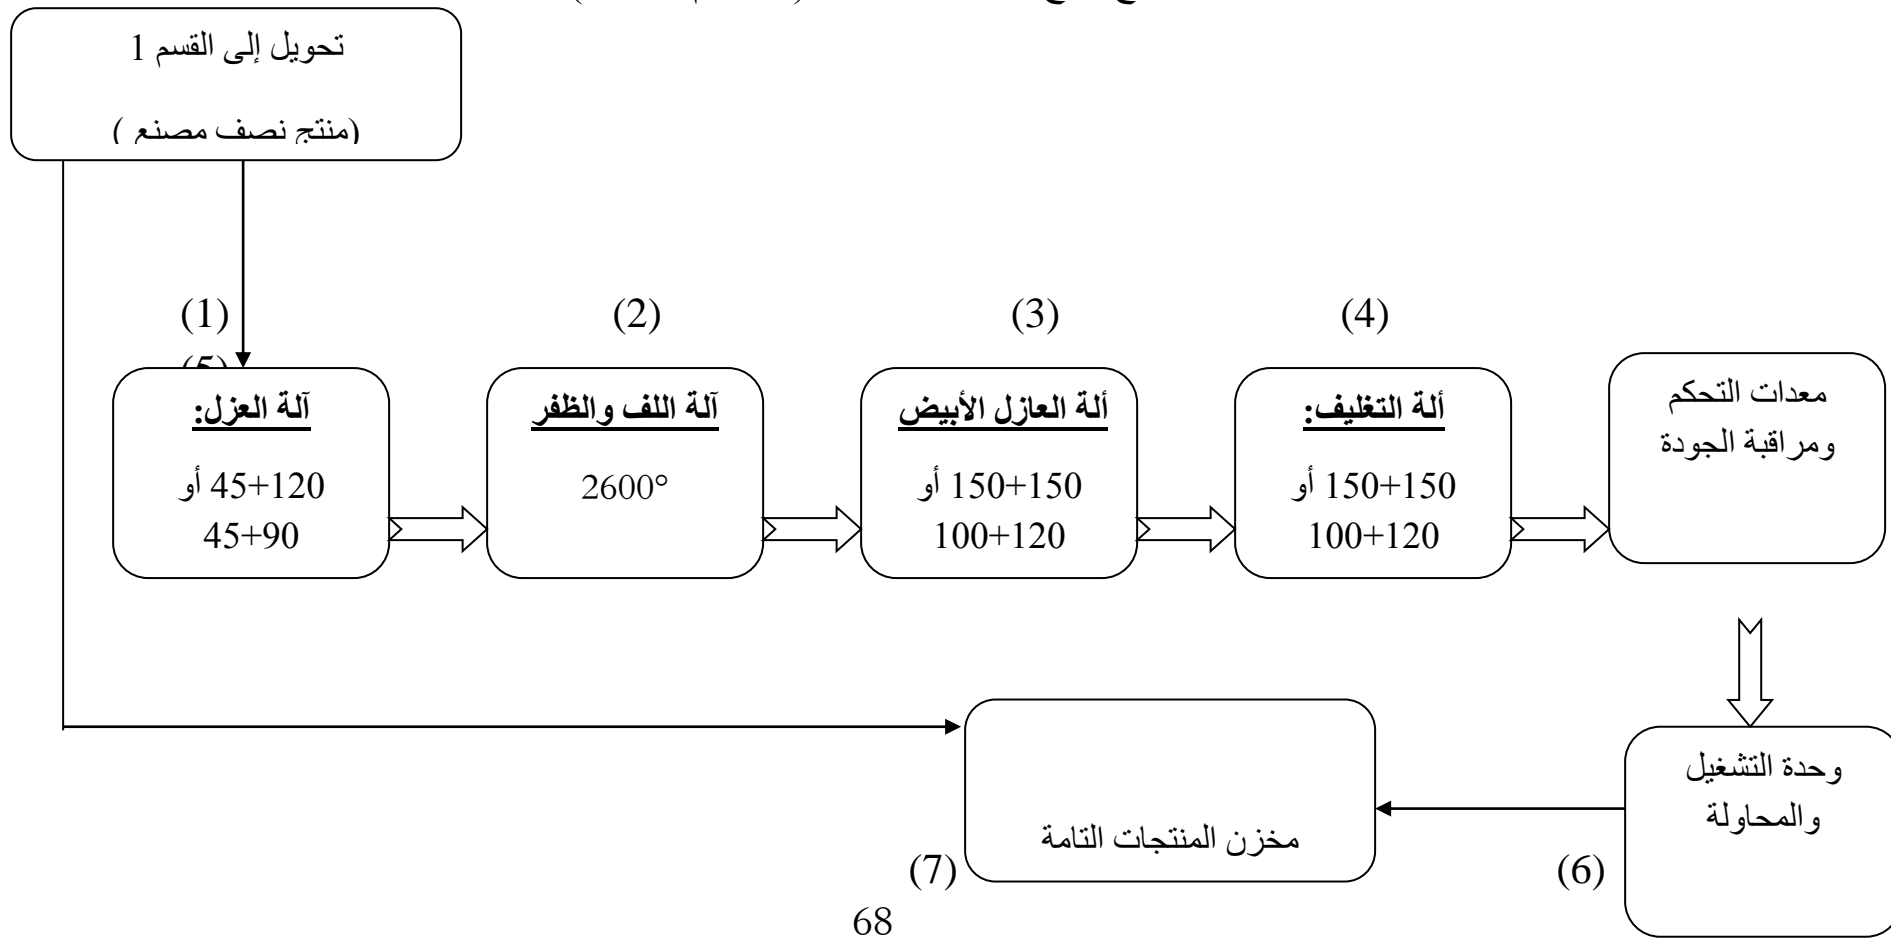 تحويل إلى القسم 1
(منتج نصف مصنع )
(1)
(2)
(3)
(4)
(5)
آلة العزل:
45+120 أو
45+90
آلة اللف والظفر
2600°
ألة العازل الأبيض
150+150 أو
100+120
ألة التغليف:
150+150 أو
100+120
معدات التحكم
ومراقبة الجودة
وحدة التشغيل
والمحاولة
(6)
مخزن المنتجات التامة
(7)
68